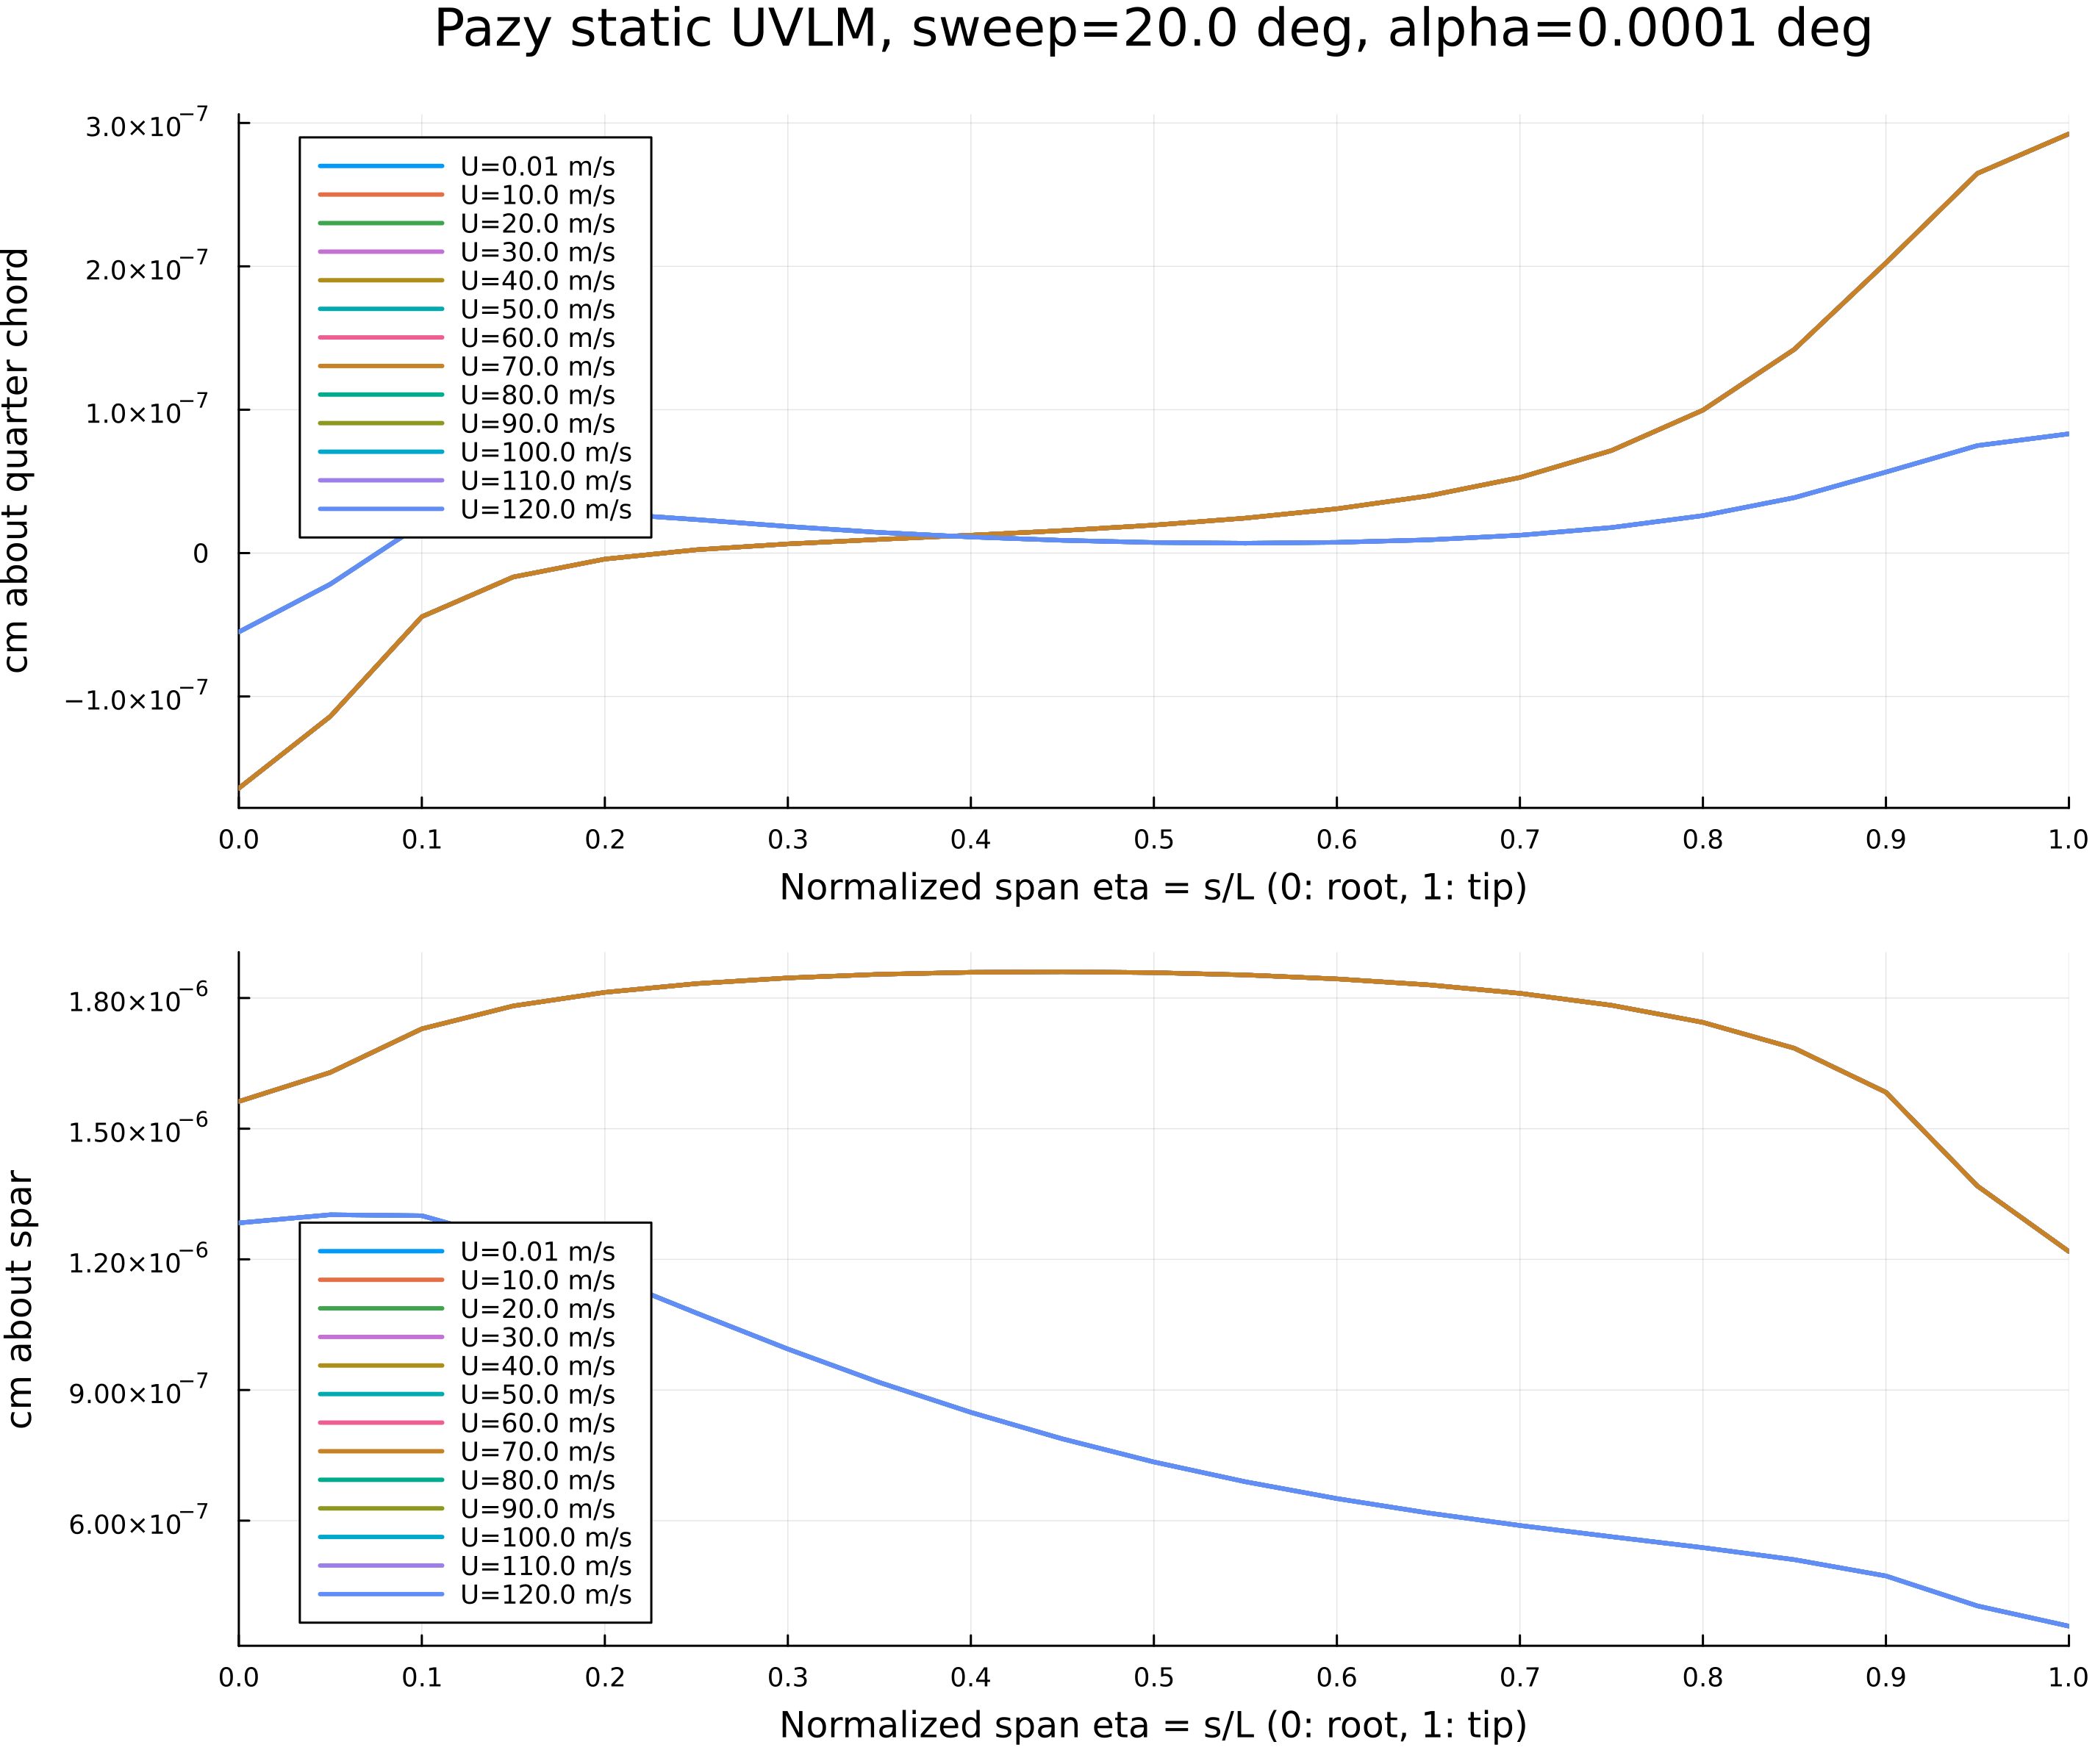 Pazy static UVLM, sweep=20.0 deg, alpha=0.0001 deg
cm about quarter chord
3.0×10⁻⁷
2.0×10⁻⁷
1.0×10⁻⁷
0
−1.0×10⁻⁷
U=0.01 m/s
U=10.0 m/s
U=20.0 m/s
U=30.0 m/s
U=40.0 m/s
U=50.0 m/s
U=60.0 m/s
U=70.0 m/s
U=80.0 m/s
U=90.0 m/s
U=100.0 m/s
U=110.0 m/s
U=120.0 m/s
0.0 0.1 0.2 0.3 0.4 0.5 0.6 0.7 0.8 0.9 1.0
Normalized span eta = s/L (0: root, 1: tip)
cm about spar
1.80×10⁻⁶
1.50×10⁻⁶
1.20×10⁻⁶
9.00×10⁻⁷
6.00×10⁻⁷
U=0.01 m/s
U=10.0 m/s
U=20.0 m/s
U=30.0 m/s
U=40.0 m/s
U=50.0 m/s
U=60.0 m/s
U=70.0 m/s
U=80.0 m/s
U=90.0 m/s
U=100.0 m/s
U=110.0 m/s
U=120.0 m/s
0.0 0.1 0.2 0.3 0.4 0.5 0.6 0.7 0.8 0.9 1.0
Normalized span eta = s/L (0: root, 1: tip)